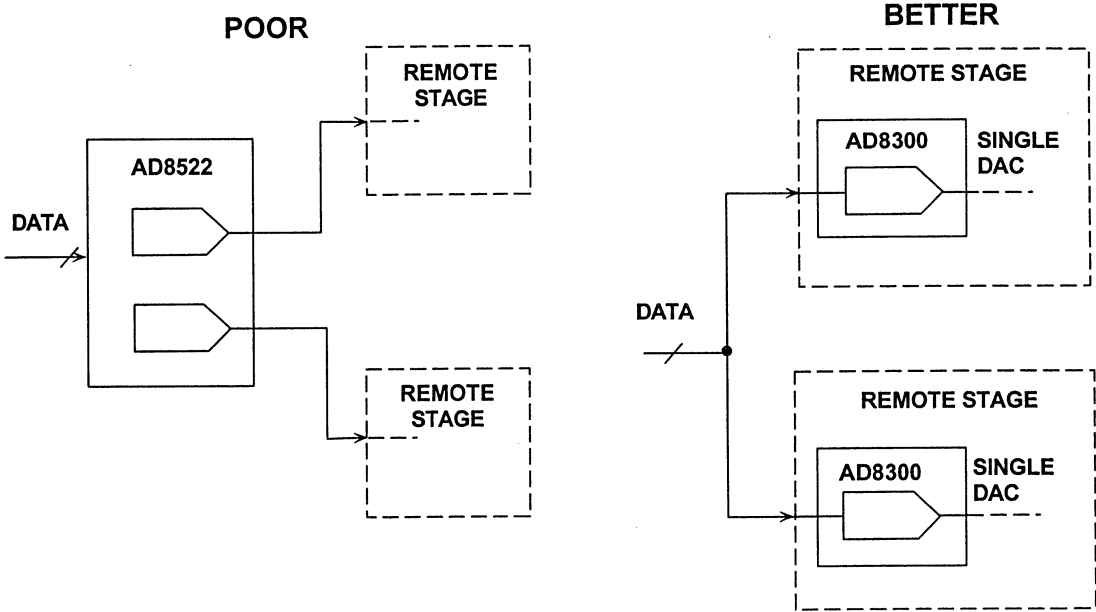 POOR
REMOTE
STAGE
AD8522
DATA
REMOTE
STAGE
BETTER
REMOTE STAGE
AD8300
SINGLE
DAC
DATA
REMOTE STAGE
AD8300
SINGLE
DAC